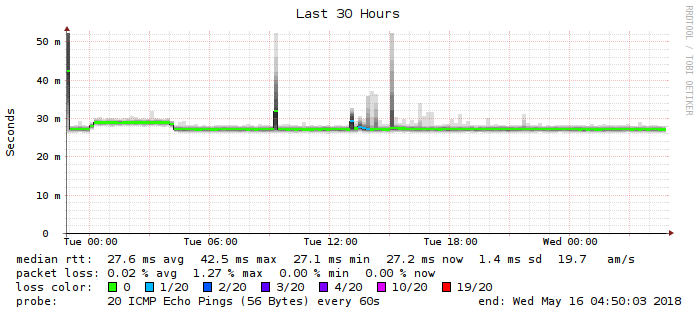 Last 30 Hours
RRDTOOL / TOBI OETIKER
Seconds
50 m
40 m
30 m
20 m
10 m
0
Tue 00:00 Tue 06:00 Tue 12:00 Tue 18:00 Wed 00:00
median rtt: 27.6 ms avg 42.5 ms max 27.1 ms min 27.2 ms now 1.4 ms sd 19.7 am/s
packet loss: 0.02 % avg 1.27 % max 0.00 % min 0.00 % now
loss color: 0 1/20 2/20 3/20 4/20 10/20 19/20
probe: 20 ICMP Echo Pings (56 Bytes) every 60s end: Wed May 16 04:50:03 2018